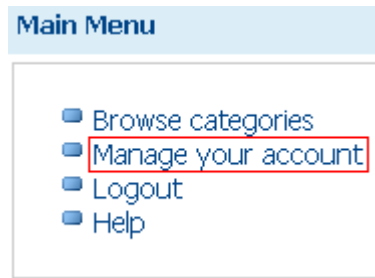 Main Menu
Browse categories
Manage your account
Logout
Help